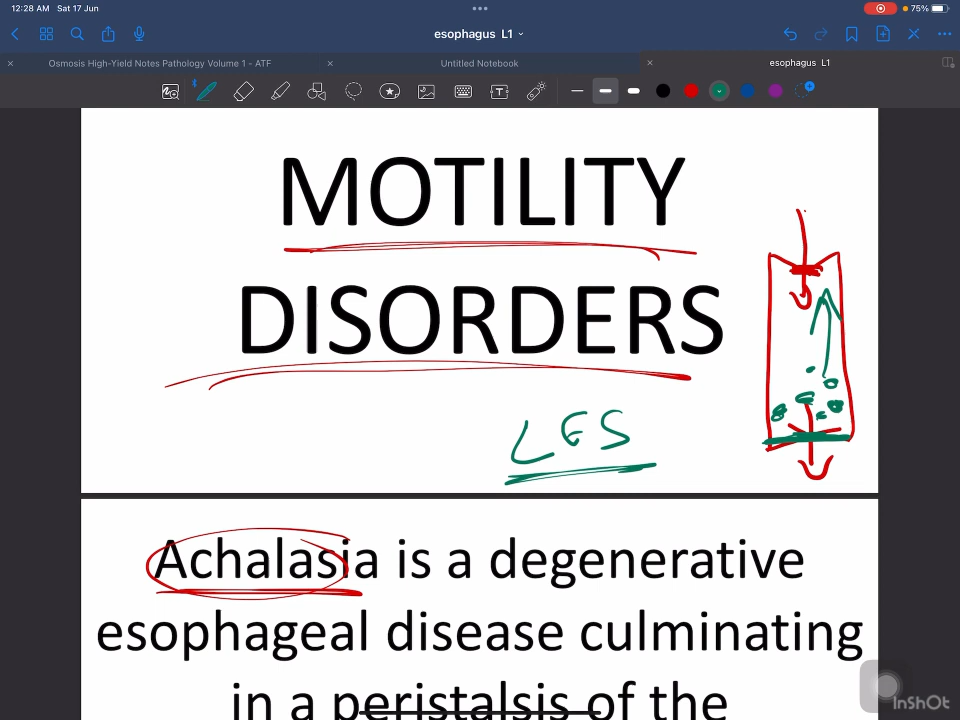 12:28 AM Sat 17 Jun
75%
esophagus L1
Osmosis High-Yield Notes Pathology Volume 1 - ATF
Untitled Notebook
esophagus L1
MOTILITY
DISORDERS
LES
Achalasia is a degenerative
esophageal disease culminating
in a peristalsis of the
InShOt